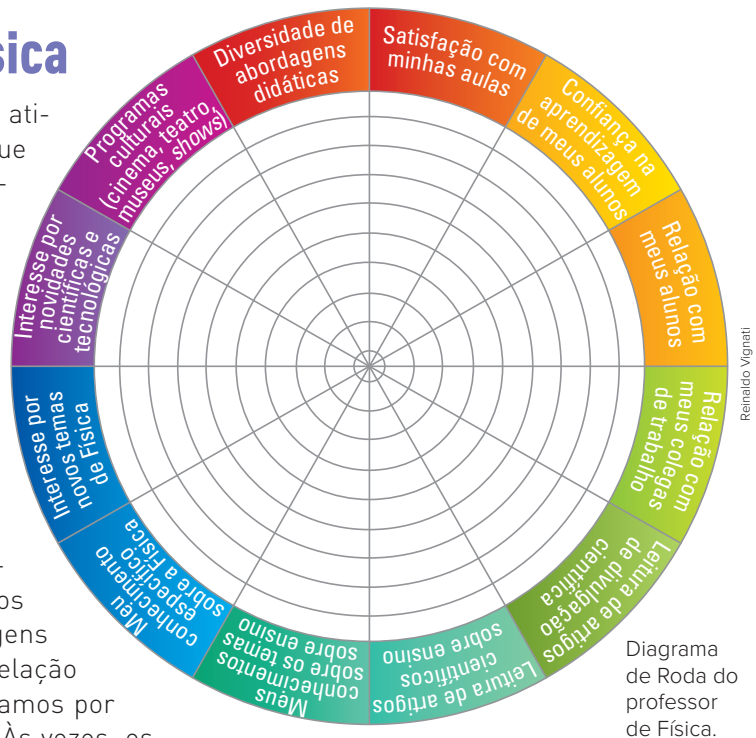 sica
ati-
que
-
Diversidade de
abordagens
didáticas
Satisfação com
minhas aulas
Confiança na
aprendizagem
de meus alunos
Relação com
meus alunos
Relação com
meus colegas
de trabalho
Leitura de artigos
de divulgação
científica
Leitura de artigos
científicos
sobre ensino
Meus
conhecimentos
sobre os temas
sobre ensino
Meu
conhecimento
específico
sobre a Física
Interesse por
novos temas
de Física
Interesse por
novidades
científicas e
tecnológicas
Programas
culturais
(cinema, teatro,
museus, shows)
Reinaldo Vignati
os
gens
elação
amos por
Às vezes, os
Diagrama
de Roda do
professor
de Física.